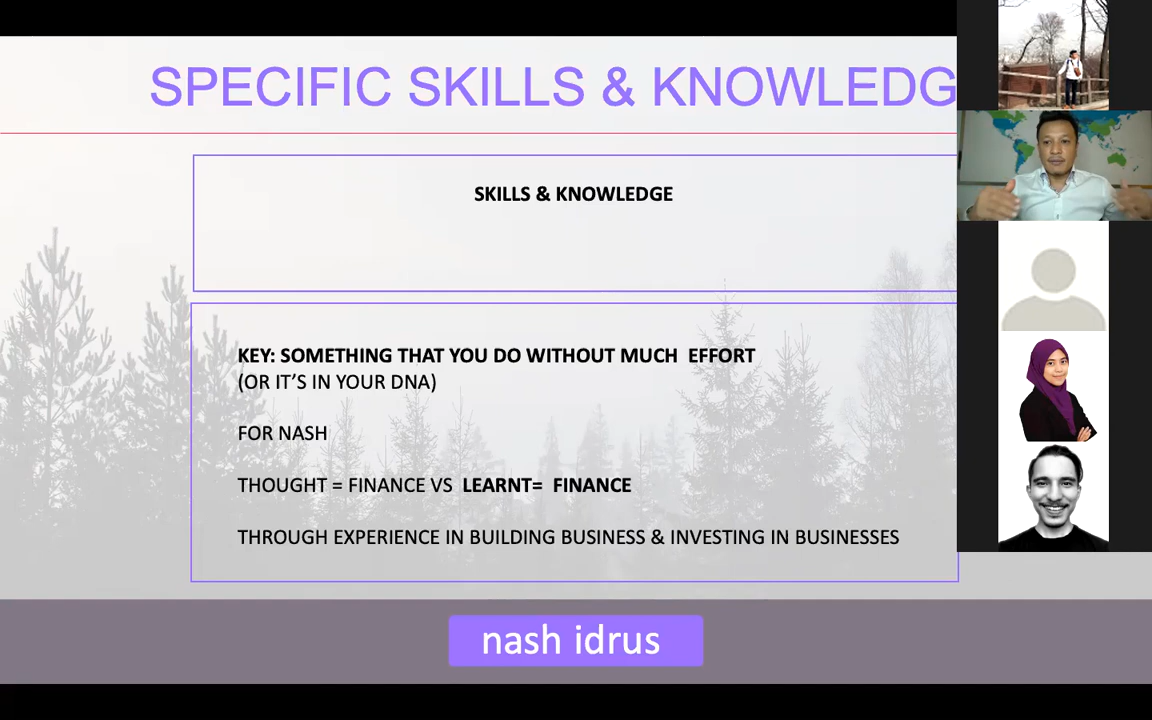 SPECIFIC SKILLS & KNOWLEDG
SKILLS & KNOWLEDGE
KEY: SOMETHING THAT YOU DO WITHOUT MUCH EFFORT
(OR IT'S IN YOUR DNA)
FOR NASH
THOUGHT = FINANCE VS LEARNT= FINANCE
THROUGH EXPERIENCE IN BUILDING BUSINESS & INVESTING IN BUSINESSES
nash idrus